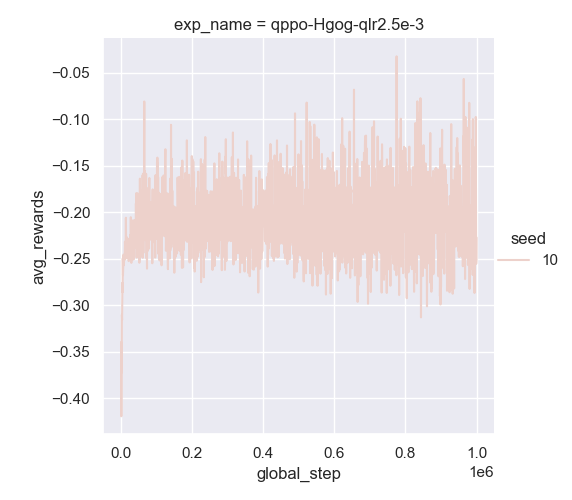 exp_name = qppo-Hgog-qlr2.5e-3
−0.05
−0.10
−0.15
−0.20
−0.25
−0.30
−0.35
−0.40
avg_rewards
0.0 0.2 0.4 0.6 0.8 1.0
1e6
global_step
seed
10